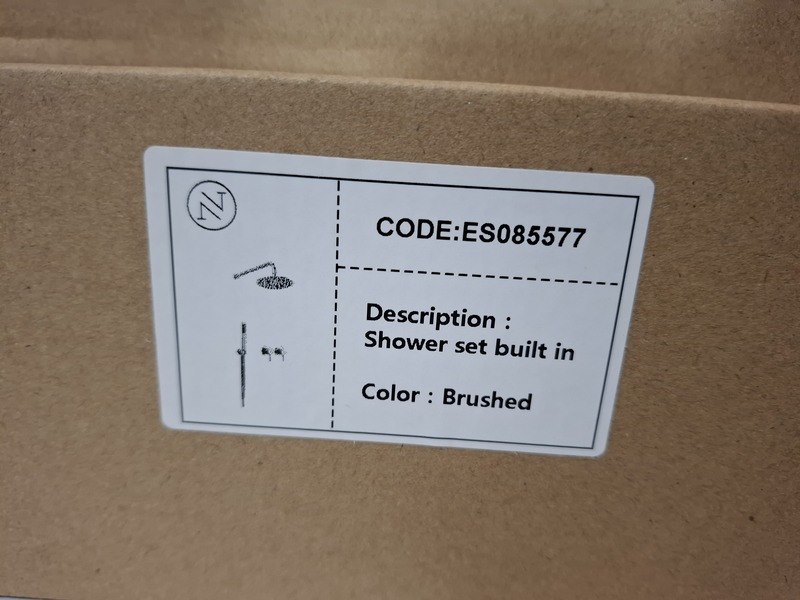 N
CODE:ES085577
Description :
Shower set built in
Color : Brushed